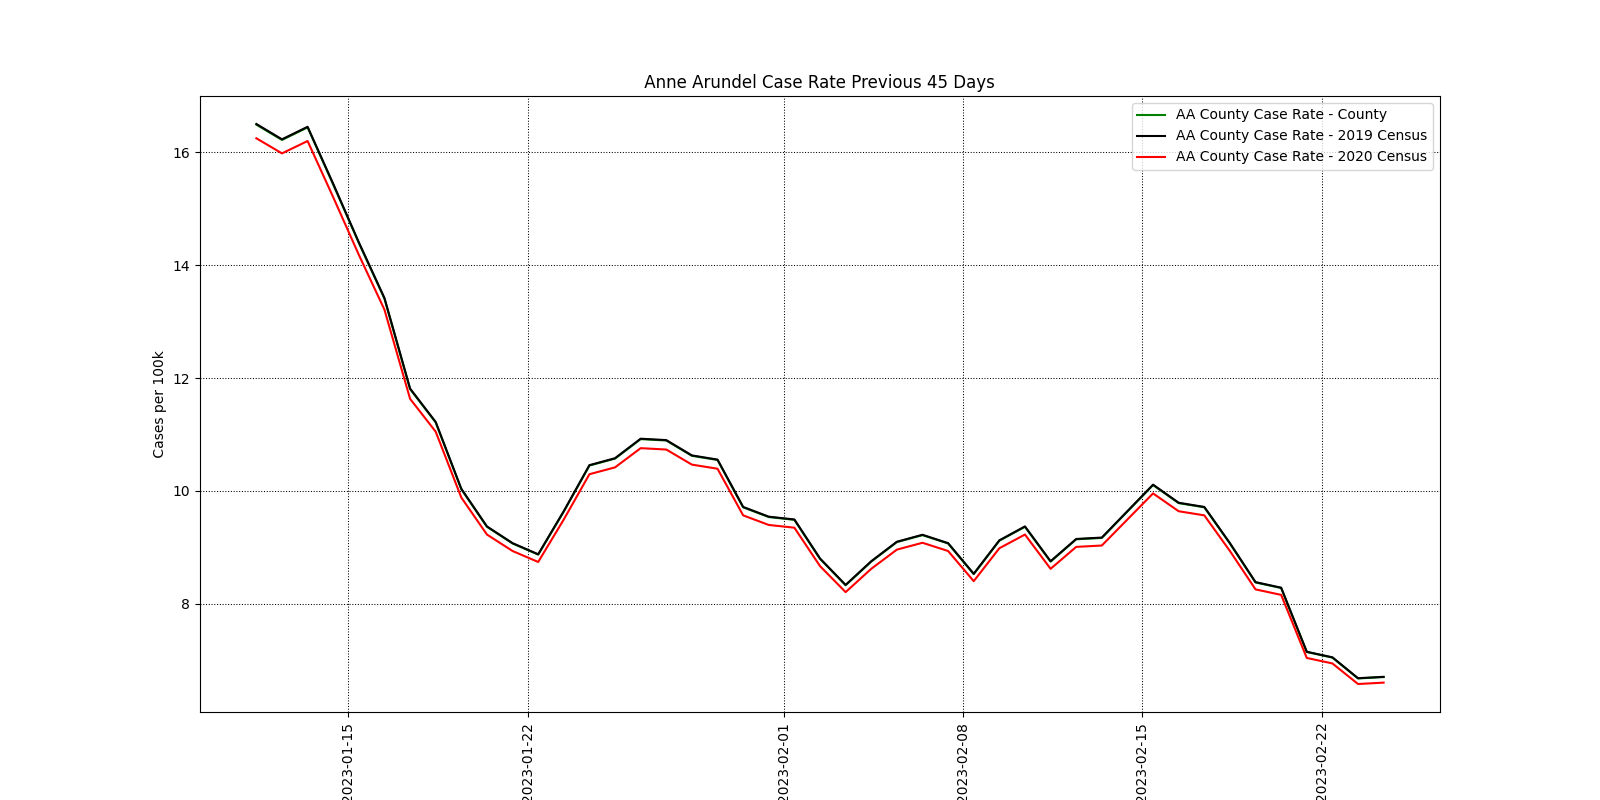 Anne Arundel Case Rate Previous 45 Days
AA County Case Rate - County
AA County Case Rate - 2019 Census
AA County Case Rate - 2020 Census
Cases per 100k
16
14
12
10
8
2023-01-15
2023-01-22
2023-02-01
2023-02-08
2023-02-15
2023-02-22